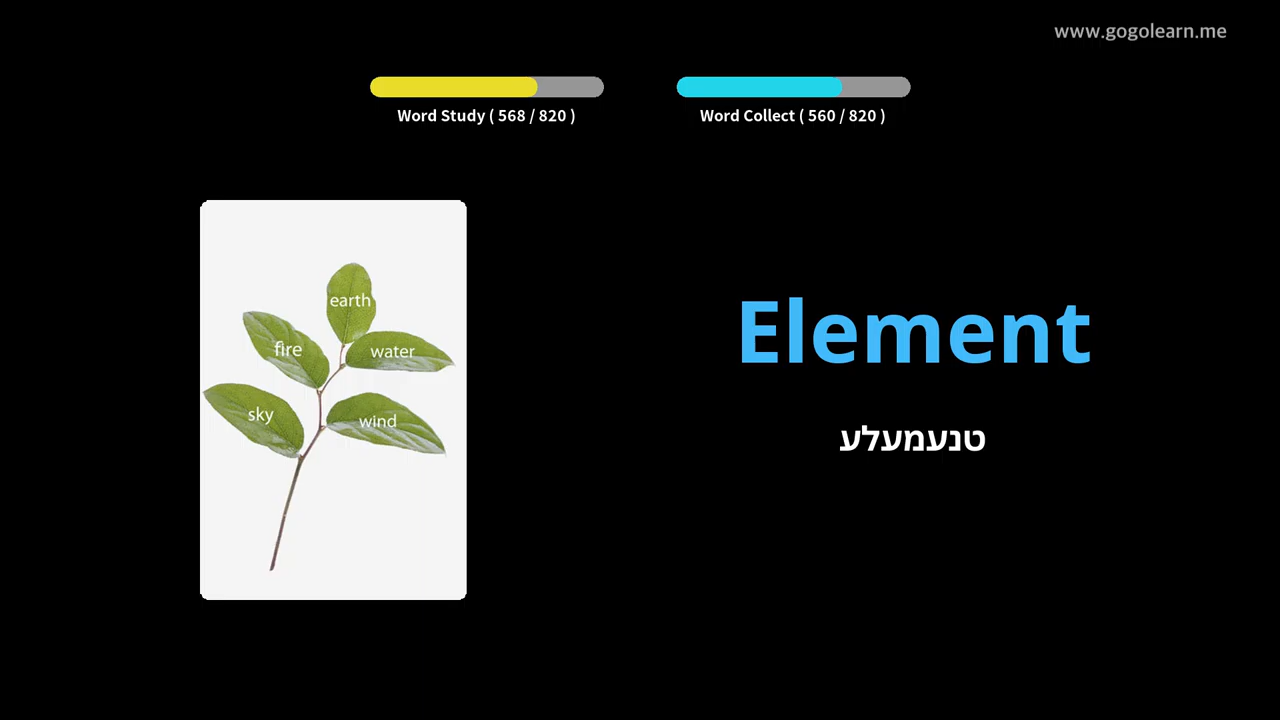 www.gogolearn.me
Word Study ( 568 / 820 )
Word Collect ( 560 / 820 )
earth
fire
water
sky
wind
Element
טנעמעלע